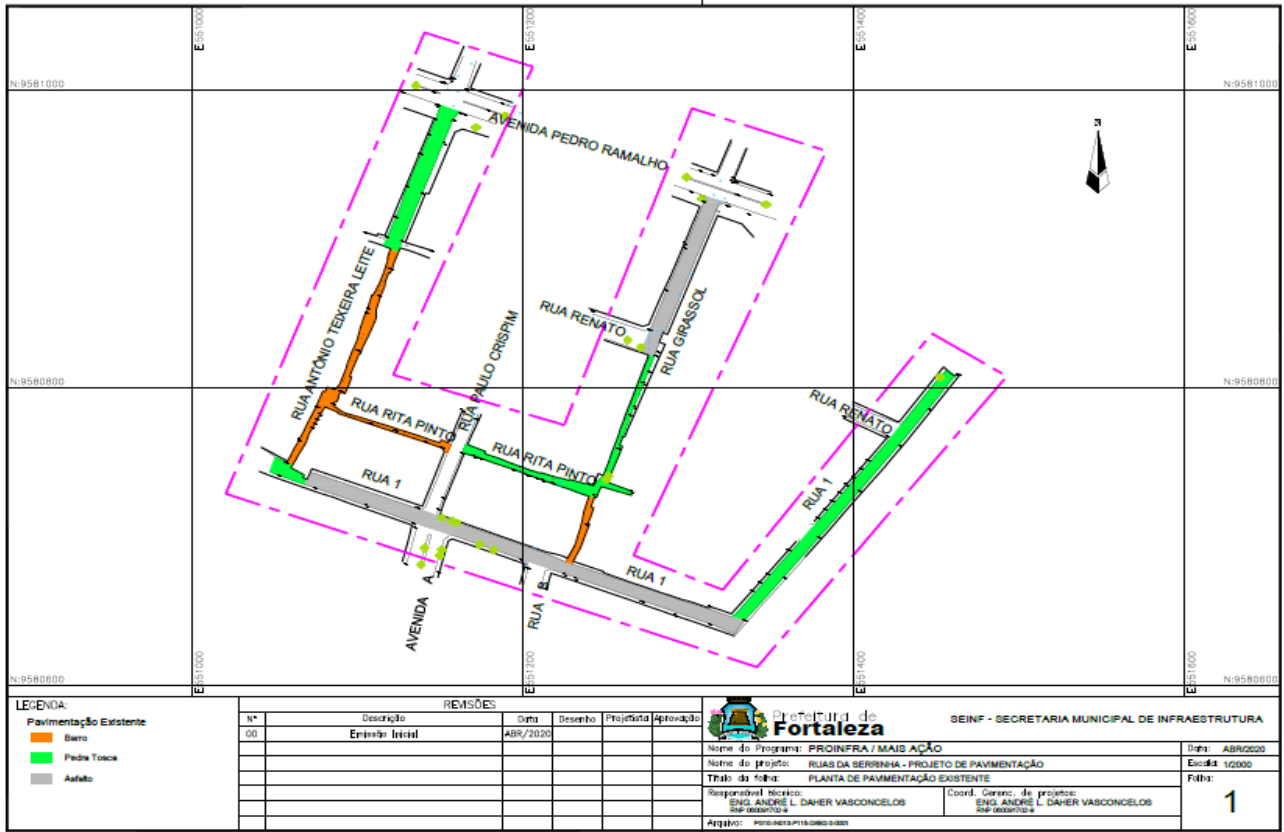 E551000
E551200
E551400
E551600
N:9581000
N:9581000
AVENIDA PEDRO RAMALHO
N
RUA ANTÔNIO TEIXEIRA LEITE
RUA PAULO CRISPIM
RUA RENATO
RUA GIRASSOL
N:9580800
N:9580800
RUA RITA PINTO
RUA RITA PINTO
RUA RENATO
RUA 1
RUA 1
RUA 1
AVENIDA A
RUA B
N:9580600
N:9580600
E551000
E551200
E551400
E551600
LEGENDA:
Pavimentação Existente
Barro
Pedra Tosca
Asfalto
REVISÕES
N° Descrição Data Desenho Projetista Aprovação
00 Emissão Inicial ABR/2020
Prefeitura de
Fortaleza
SEINF - SECRETARIA MUNICIPAL DE INFRAESTRUTURA
Nome do Programa: PROINFRA / MAIS AÇÃO
Data: ABR/2020
Nome do projeto: RUAS DA SERRINHA - PROJETO DE PAVIMENTAÇÃO
Escala: 1/2000
Título da folha: PLANTA DE PAVIMENTAÇÃO EXISTENTE
Folha:
1
Responsável técnico:
ENG. ANDRÉ L. DAHER VASCONCELOS
Coord. Gerenc. de projetos:
ENG. ANDRÉ L. DAHER VASCONCELOS
Arquivo: